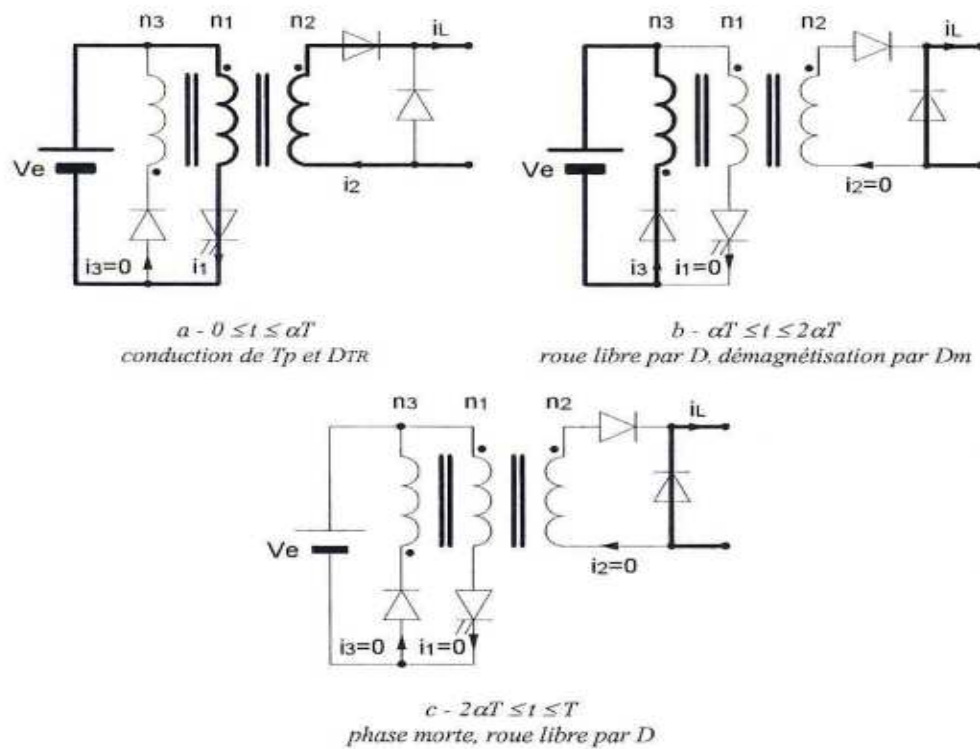 n3 n1 n2 iL
Ve
i3=0 i1 i2
a - 0 ≤ t ≤ αT
conduction de Tp et DTR
n3 n1 n2 iL
Ve
i3 i1=0 i2=0
b - αT ≤ t ≤ 2αT
roue libre par D, démagnétisation par Dm
n3 n1 n2 iL
Ve
i3=0 i1=0 i2=0
c - 2αT ≤ t ≤ T
phase morte, roue libre par D